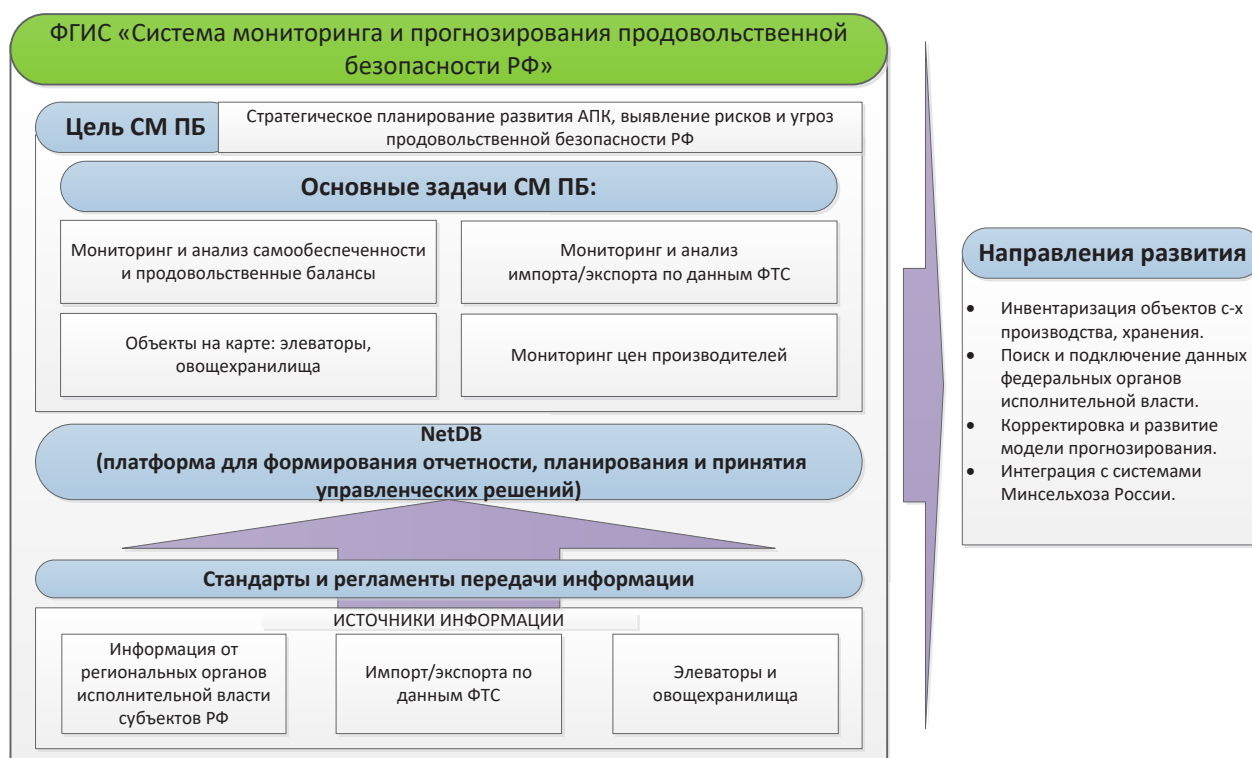 ФГИС «Система мониторинга и прогнозирования продовольственной
безопасности РФ»
Цель СМ ПБ
Стратегическое планирование развития АПК, выявление рисков и угроз
продовольственной безопасности РФ
Основные задачи СМ ПБ:
Мониторинг и анализ самообеспеченности
и продовольственные балансы
Мониторинг и анализ
импорта/экспорта по данным ФТС
Объекты на карте: элеваторы,
овощехранилища
Мониторинг цен производителей
NetDB
(платформа для формирования отчетности, планирования и принятия
управленческих решений)
Стандарты и регламенты передачи информации
ИСТОЧНИКИ ИНФОРМАЦИИ
Информация от
региональных органов
исполнительной власти
субъектов РФ
Импорт/экспорта по
данным ФТС
Элеваторы и
овощехранилища
Направления развития
• Инвентаризация объектов с-х
производства, хранения.
• Поиск и подключение данных
федеральных органов
исполнительной власти.
• Корректировка и развитие
модели прогнозирования.
• Интеграция с системами
Минсельхоза России.